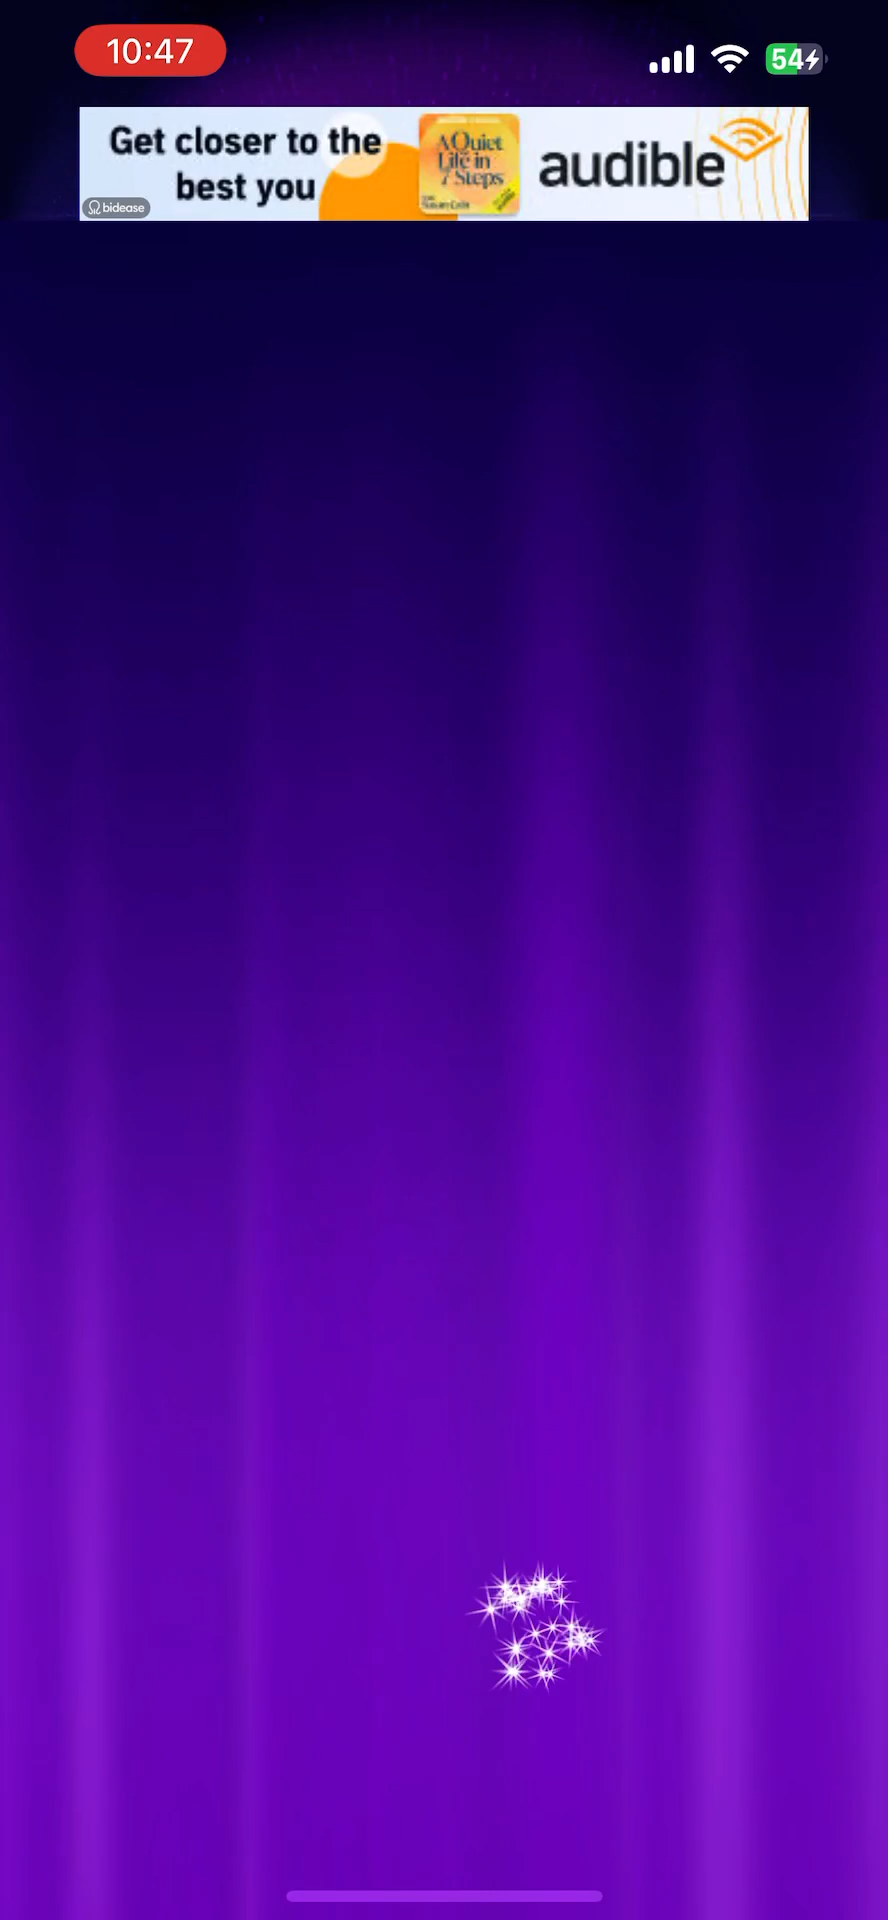 10:47
54
Get closer to the
best you
bidease
A Quiet
Life in
7 Steps
audible